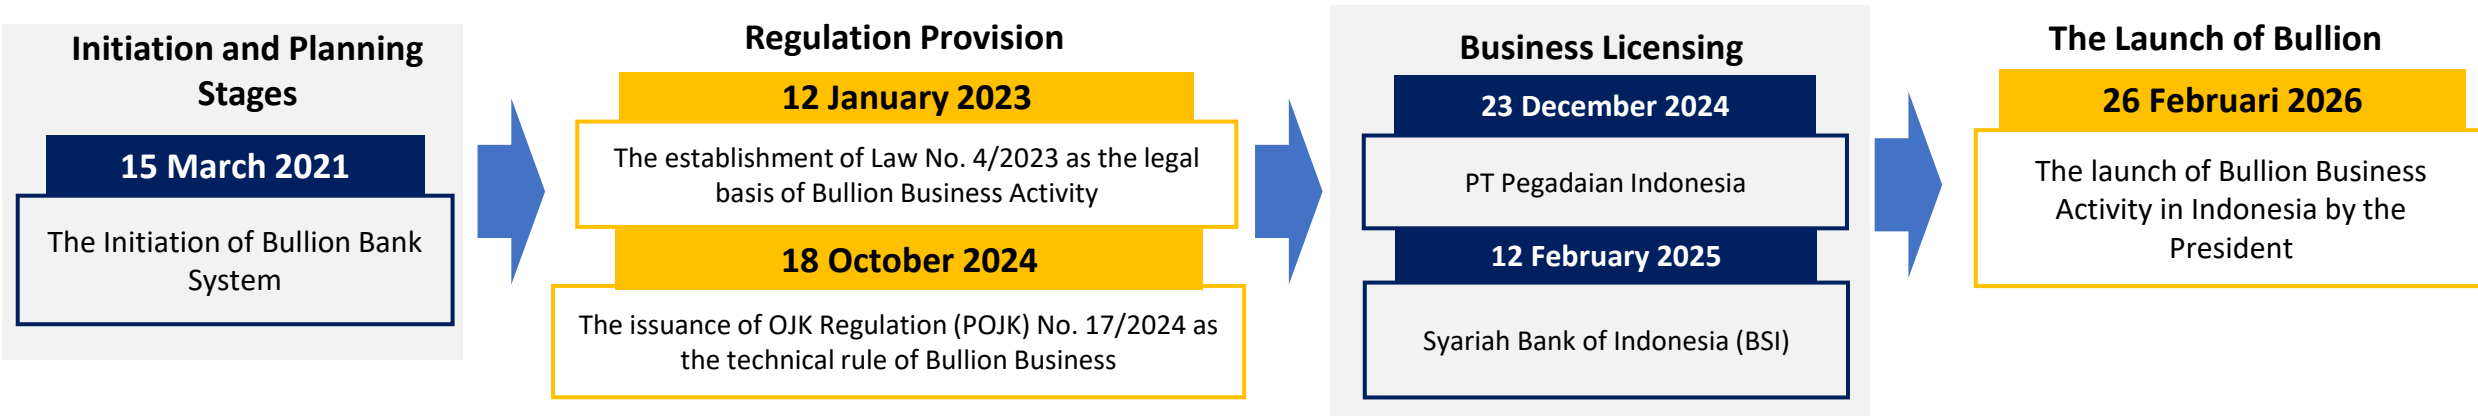 Initiation and Planning
Stages
15 March 2021
The Initiation of Bullion Bank
System
Regulation Provision
12 January 2023
The establishment of Law No. 4/2023 as the legal
basis of Bullion Business Activity
18 October 2024
The issuance of OJK Regulation (POJK) No. 17/2024 as
the technical rule of Bullion Business
Business Licensing
23 December 2024
PT Pegadaian Indonesia
12 February 2025
Syariah Bank of Indonesia (BSI)
The Launch of Bullion
26 Februari 2026
The launch of Bullion Business
Activity in Indonesia by the
President